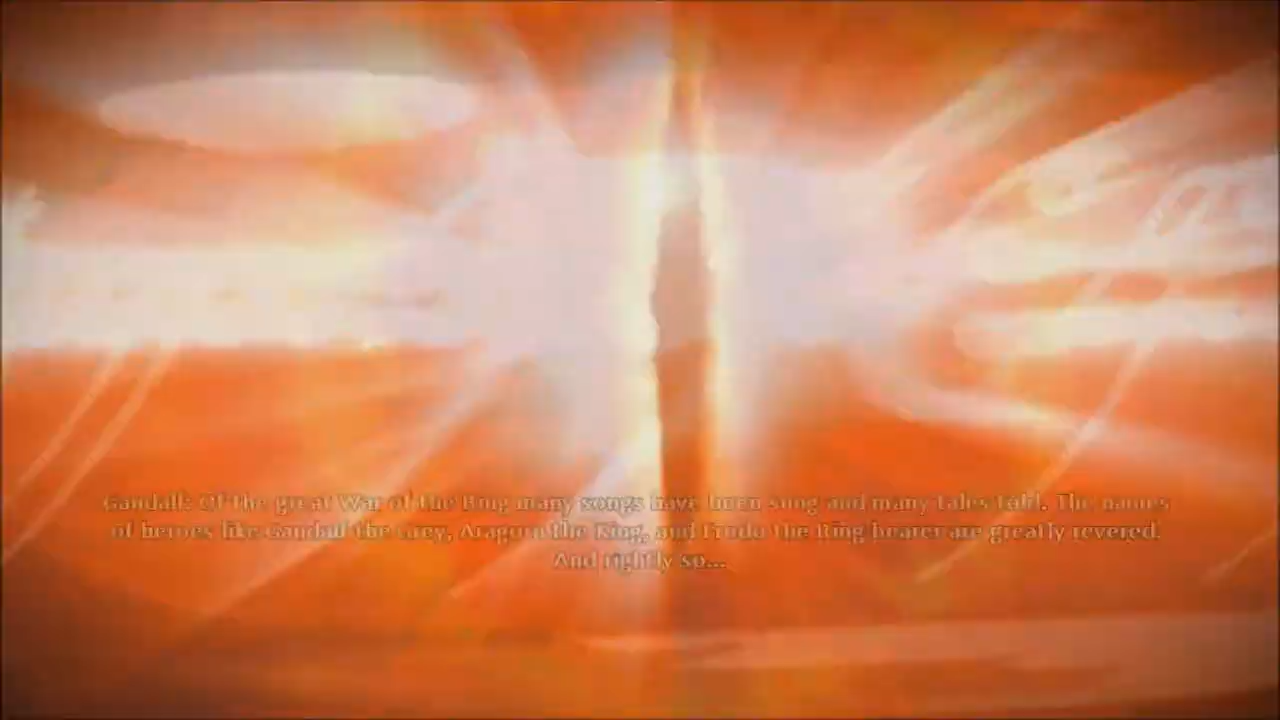 Gandalf: Of the great War of the Ring many songs have been sung and many tales told. The names
of heroes like Gandalf the Grey, Aragorn the King, and Frodo the Ring bearer are greatly revered.
And rightly so...